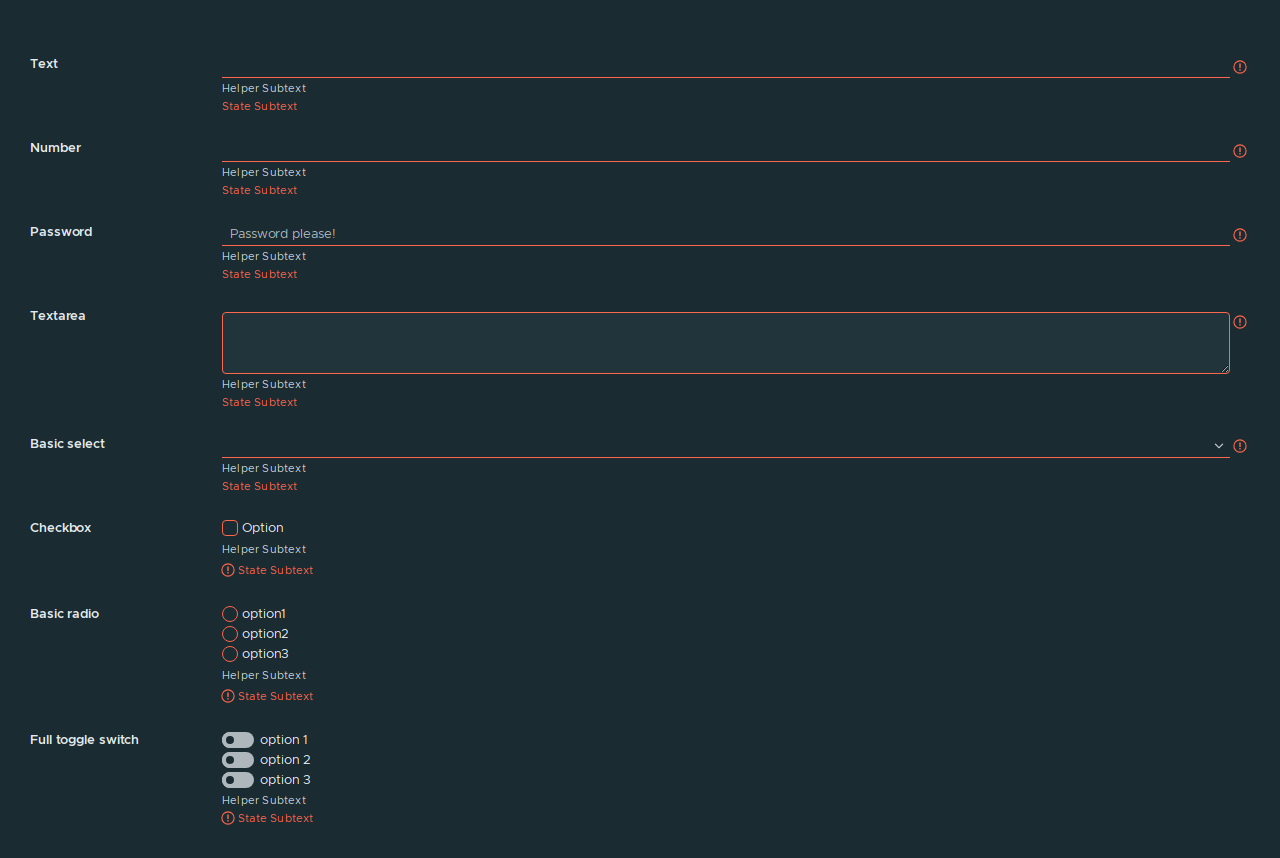 Text
Helper Subtext
State Subtext
Number
Helper Subtext
State Subtext
Password
Password please!
Helper Subtext
State Subtext
Textarea
Helper Subtext
State Subtext
Basic select
Helper Subtext
State Subtext
Checkbox
Option
Helper Subtext
State Subtext
Basic radio
option1
option2
option3
Helper Subtext
State Subtext
Full toggle switch
option 1
option 2
option 3
Helper Subtext
State Subtext